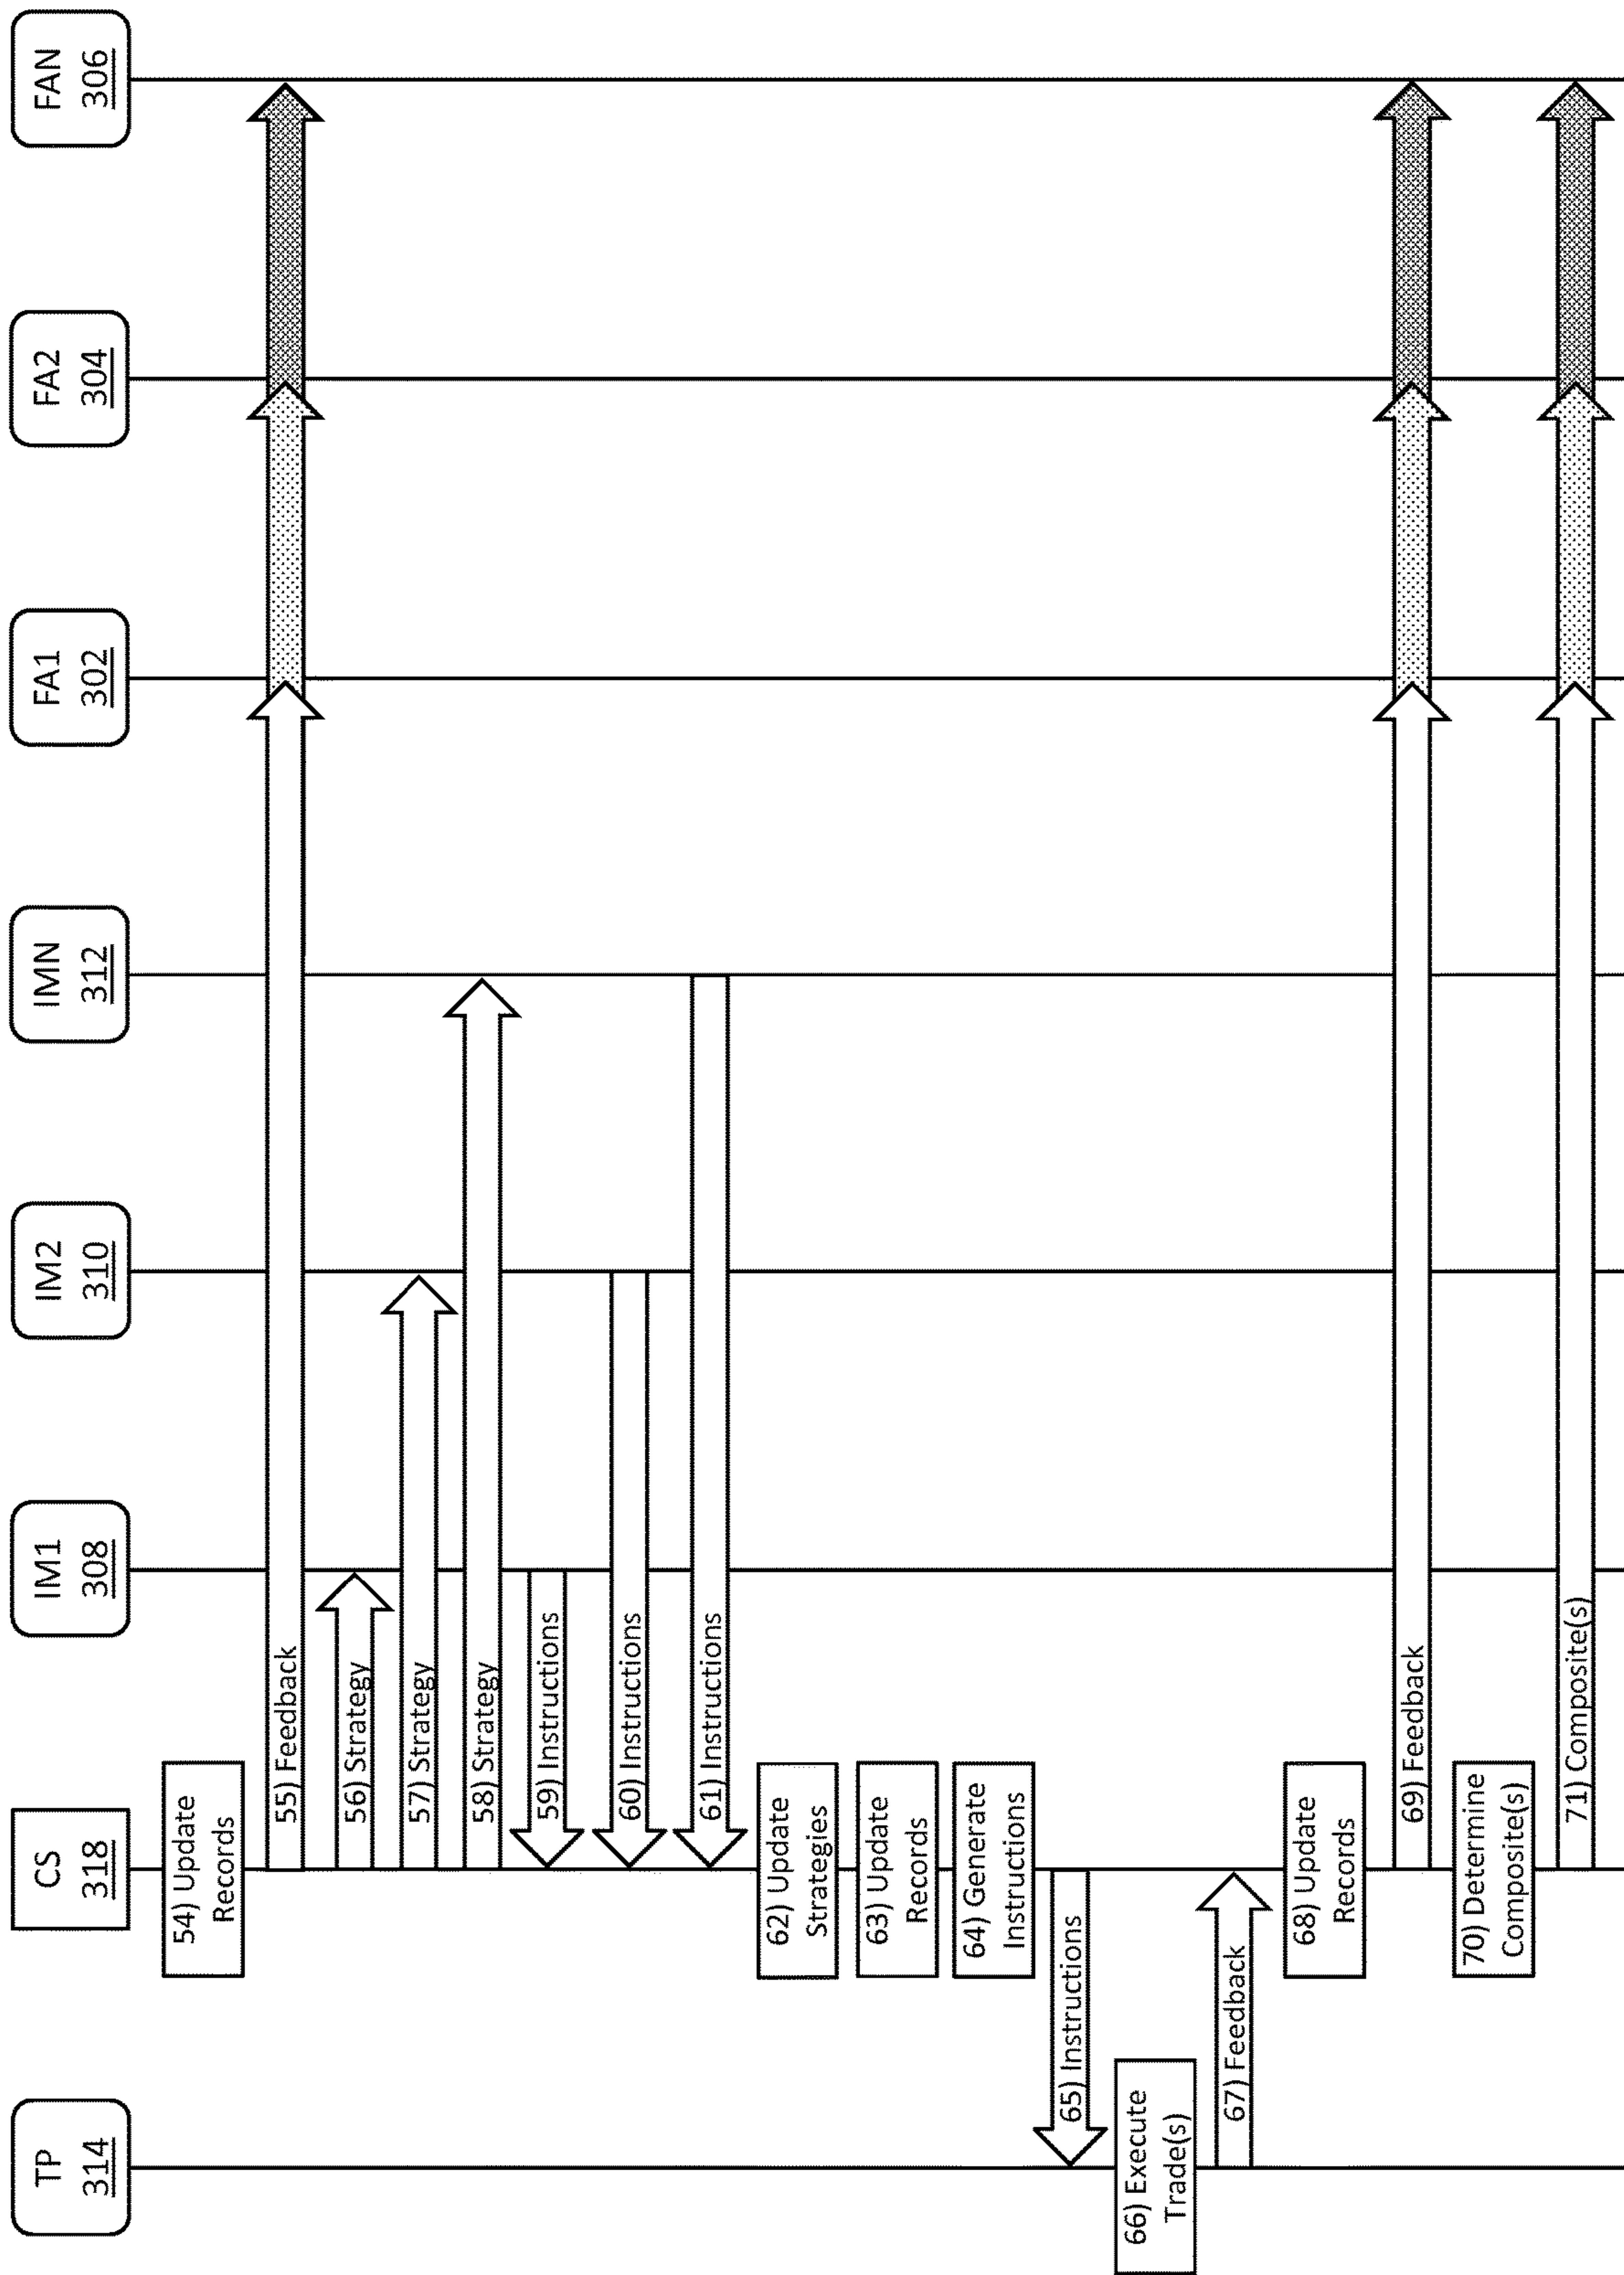 TP
314
CS
318
IM1
308
IM2
310
IMN
312
FA1
302
FA2
304
FAN
306
54) Update
Records
55) Feedback
56) Strategy
57) Strategy
58) Strategy
59) Instructions
60) Instructions
61) Instructions
62) Update
Strategies
63) Update
Records
64) Generate
Instructions
65) Instructions
66) Execute
Trade(s)
67) Feedback
68) Update
Records
69) Feedback
70) Determine
Composite(s)
71) Composite(s)